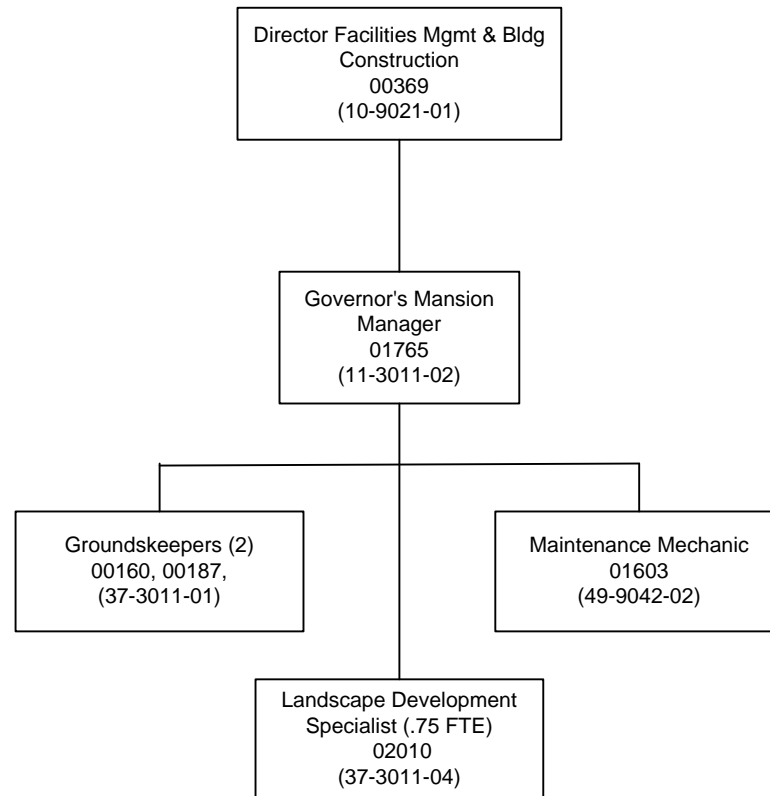 Director Facilities Mgmt & Bldg
Construction
00369
(10-9021-01)
Governor's Mansion
Manager
01765
(11-3011-02)
Groundskeepers (2)
00160, 00187,
(37-3011-01)
Maintenance Mechanic
01603
(49-9042-02)
Landscape Development
Specialist (.75 FTE)
02010
(37-3011-04)